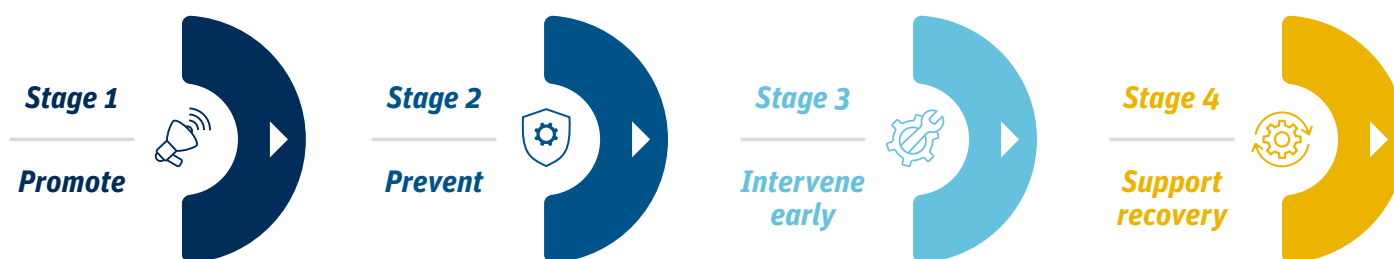 Stage 1
Promote
Stage 2
Prevent
Stage 3
Intervene
early
Stage 4
Support
recovery